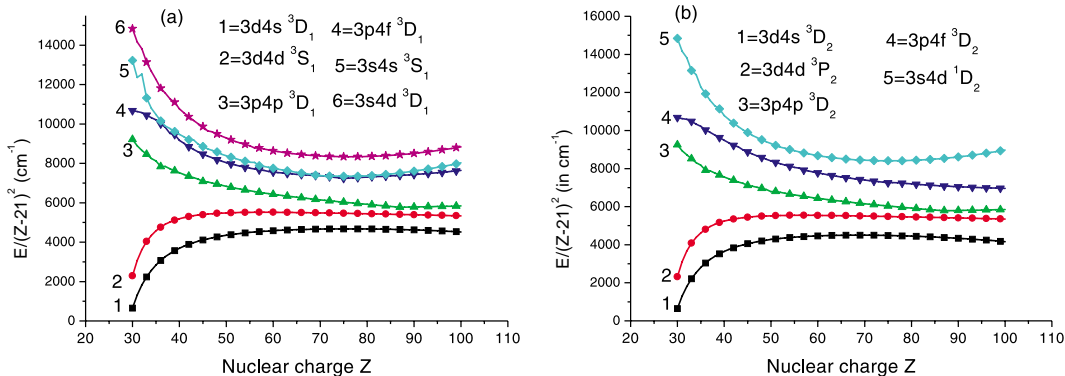 (a)
1=3d4s ³D₁ 4=3p4f ³D₁
2=3d4d ³S₁ 5=3s4s ³S₁
3=3p4p ³D₁ 6=3s4d ³D₁
6
5
4
3
2
1
14000
12000
10000
8000
6000
4000
2000
0
E/(Z-21)² (cm⁻¹)
20 30 40 50 60 70 80 90 100 110
Nuclear charge Z
(b)
1=3d4s ³D₂ 4=3p4f ³D₂
2=3d4d ³P₂ 5=3s4d ¹D₂
3=3p4p ³D₂
5
4
3
2
1
16000
14000
12000
10000
8000
6000
4000
2000
0
E/(Z-21)² (in cm⁻¹)
20 30 40 50 60 70 80 90 100 110
Nuclear charge Z